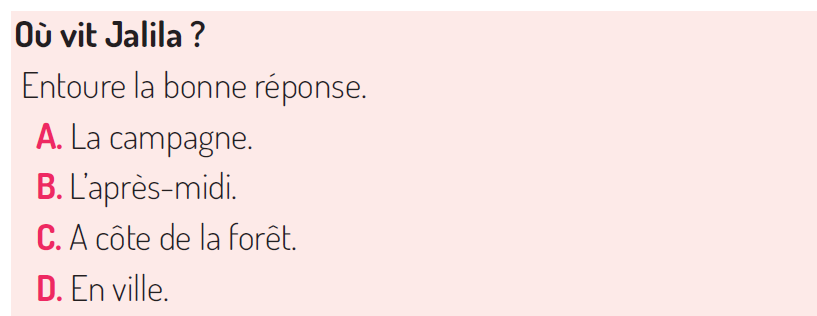 Où vit Jalila ?
Entoure la bonne réponse.
A. La campagne.
B. L'après-midi.
C. A côte de la forêt.
D. En ville.